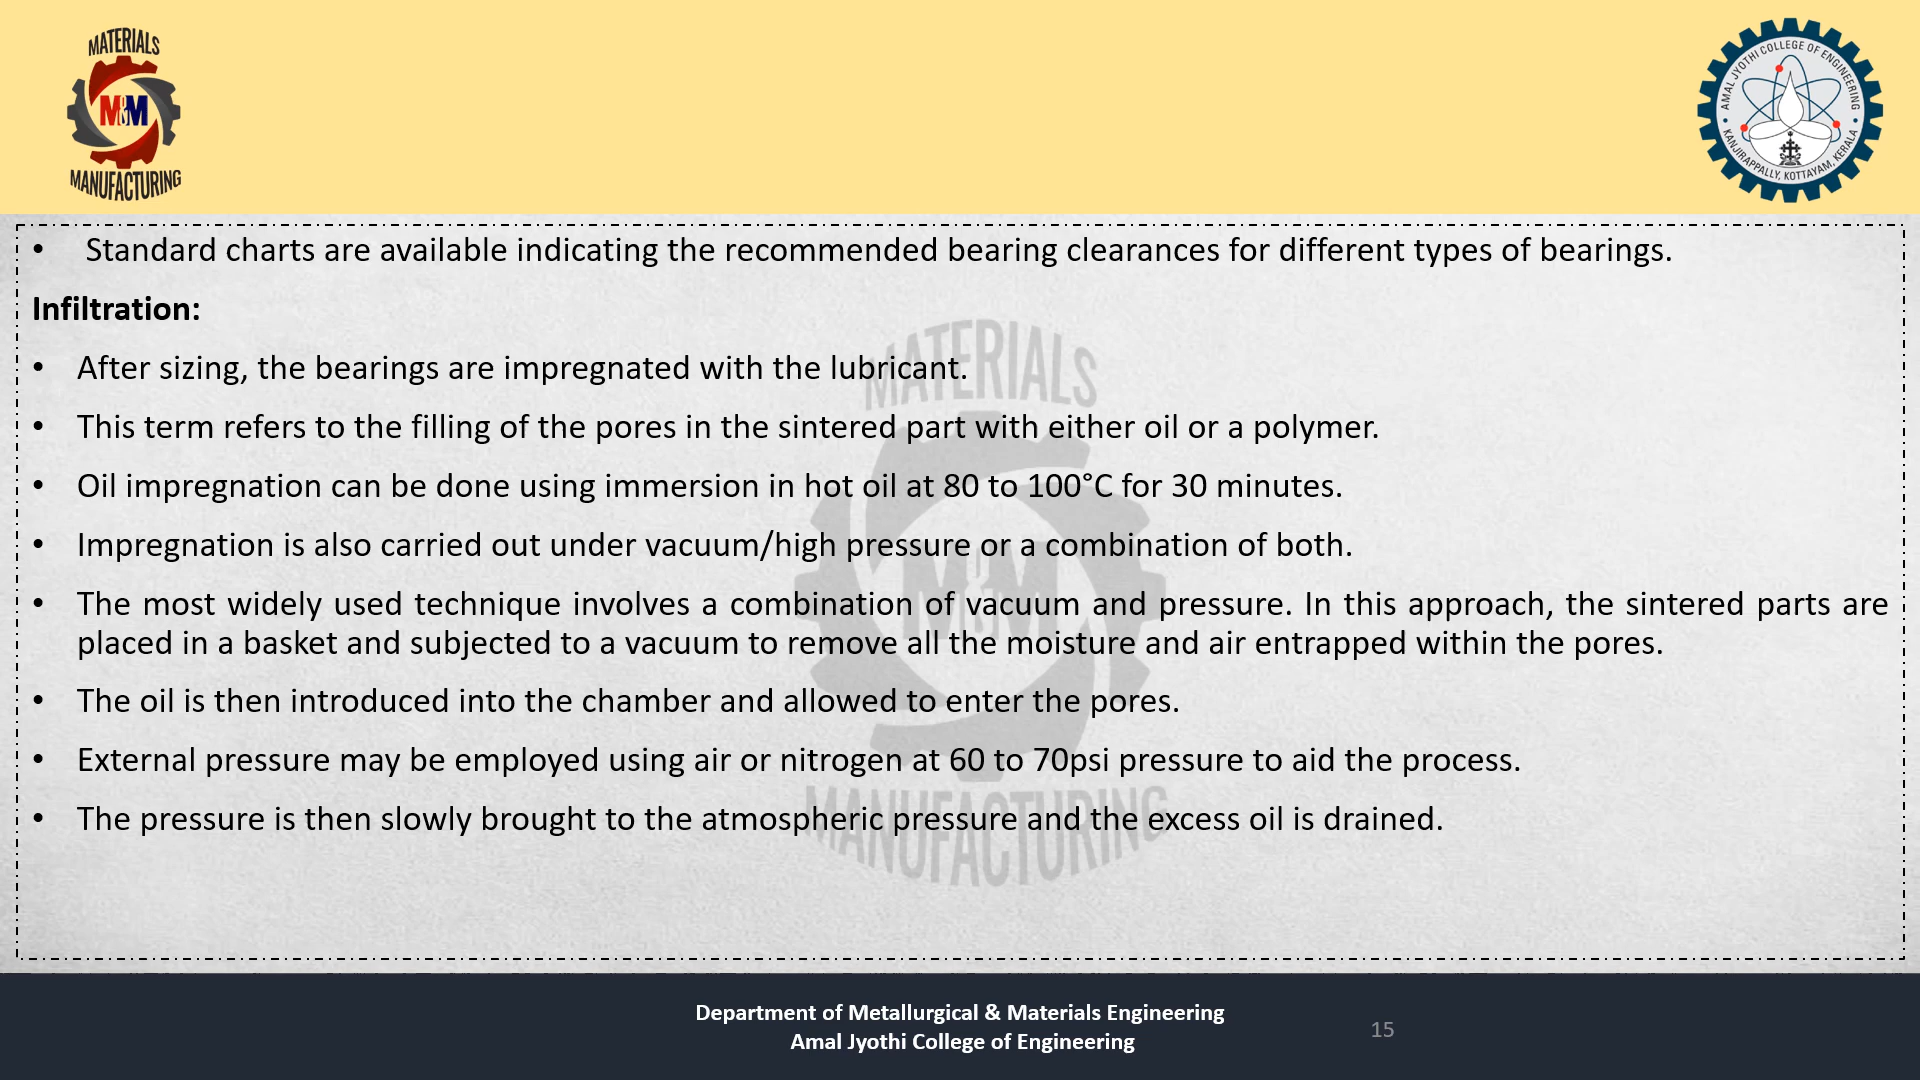 MATERIALS
M&M
MANUFACTURING
AMAL JYOTHI COLLEGE OF ENGINEERING
KANJIRAPPALLY, KOTTAYAM, KERALA
• Standard charts are available indicating the recommended bearing clearances for different types of bearings.
Infiltration:
• After sizing, the bearings are impregnated with the lubricant.
• This term refers to the filling of the pores in the sintered part with either oil or a polymer.
• Oil impregnation can be done using immersion in hot oil at 80 to 100°C for 30 minutes.
• Impregnation is also carried out under vacuum/high pressure or a combination of both.
• The most widely used technique involves a combination of vacuum and pressure. In this approach, the sintered parts are
placed in a basket and subjected to a vacuum to remove all the moisture and air entrapped within the pores.
• The oil is then introduced into the chamber and allowed to enter the pores.
• External pressure may be employed using air or nitrogen at 60 to 70psi pressure to aid the process.
• The pressure is then slowly brought to the atmospheric pressure and the excess oil is drained.
MATERIALS
M&M
MANUFACTURING
Department of Metallurgical & Materials Engineering
Amal Jyothi College of Engineering
15